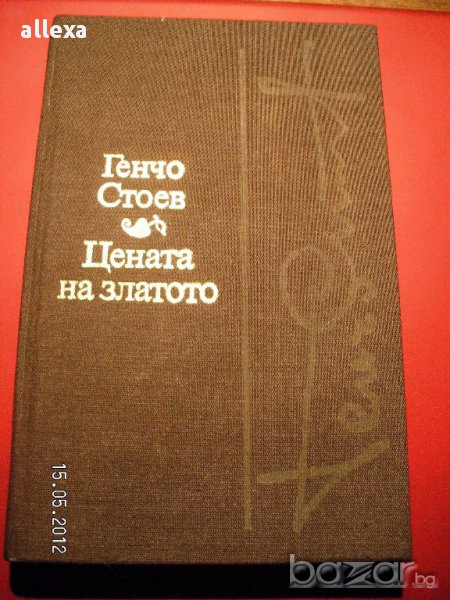 allexa
Генчо
Стоев
Цената
на златото
15.05.2012
bazar.bg